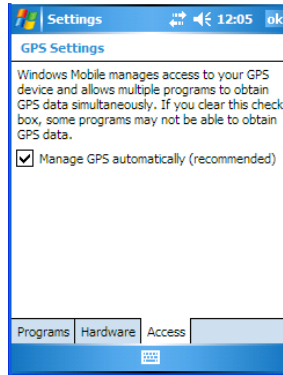 Settings 12:05 ok
GPS Settings
Windows Mobile manages access to your GPS
device and allows multiple programs to obtain
GPS data simultaneously. If you clear this check
box, some programs may not be able to obtain
GPS data.
Manage GPS automatically (recommended)
Programs Hardware Access